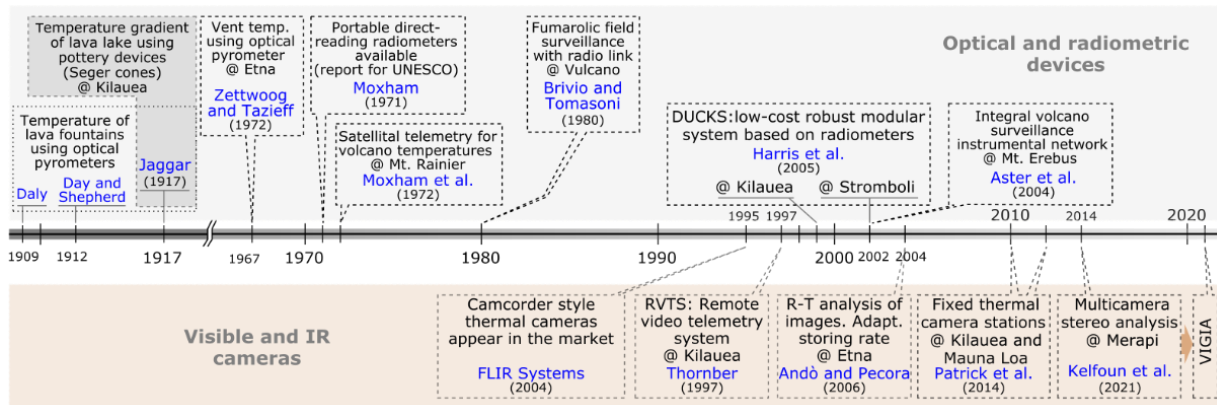 Temperature gradient
of lava lake using
pottery devices
(Seger cones)
@ Kilauea
Jaggar
(1917)
Temperature of
lava fountains
using optical
pyrometers
Daly
Day and
Shepherd
Vent temp.
using optical
pyrometer
@ Etna
Zettwoog
and Tazieff
(1972)
Portable direct-
reading radiometers
available
(report for UNESCO)
Moxham
(1971)
Satellital telemetry for
volcano temperatures
@ Mt. Rainier
Moxham et al.
(1972)
Fumarolic field
surveillance
with radio link
@ Vulcano
Brivio and
Tomasoni
(1980)
Optical and radiometric
devices
DUCKS:low-cost robust modular
system based on radiometers
Harris et al.
(2005)
@ Kilauea @ Stromboli
Integral volcano
surveillance
instrumental network
@ Mt. Erebus
Aster et al.
(2004)
1995 1997 2010 2014 2020
1909 1912 1917 1967 1970 1980 1990 2000 2002 2004
Visible and IR
cameras
Camcorder style
thermal cameras
appear in the market
FLIR Systems
(2004)
RVTS: Remote
video telemetry
system
@ Kilauea
Thornber
(1997)
R-T analysis of
images. Adapt.
storing rate
@ Etna
Andò and Pecora
(2006)
Fixed thermal
camera stations
@ Kilauea and
Mauna Loa
Patrick et al.
(2014)
Multicamera
stereo analysis
@ Merapi
Kelfoun et al.
(2021)
VIGIA